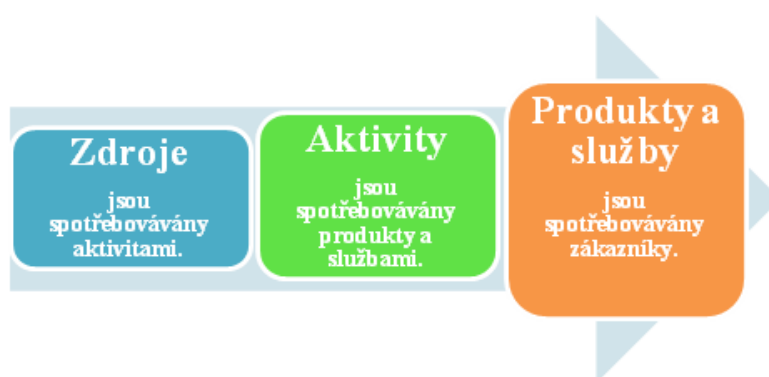 Zdroje
jsou
spotřebovávány
aktivitami.
Aktivity
jsou
spotřebovávány
produkty a
službami.
Produkty a
služby
jsou
spotřebovávány
zákazníky.